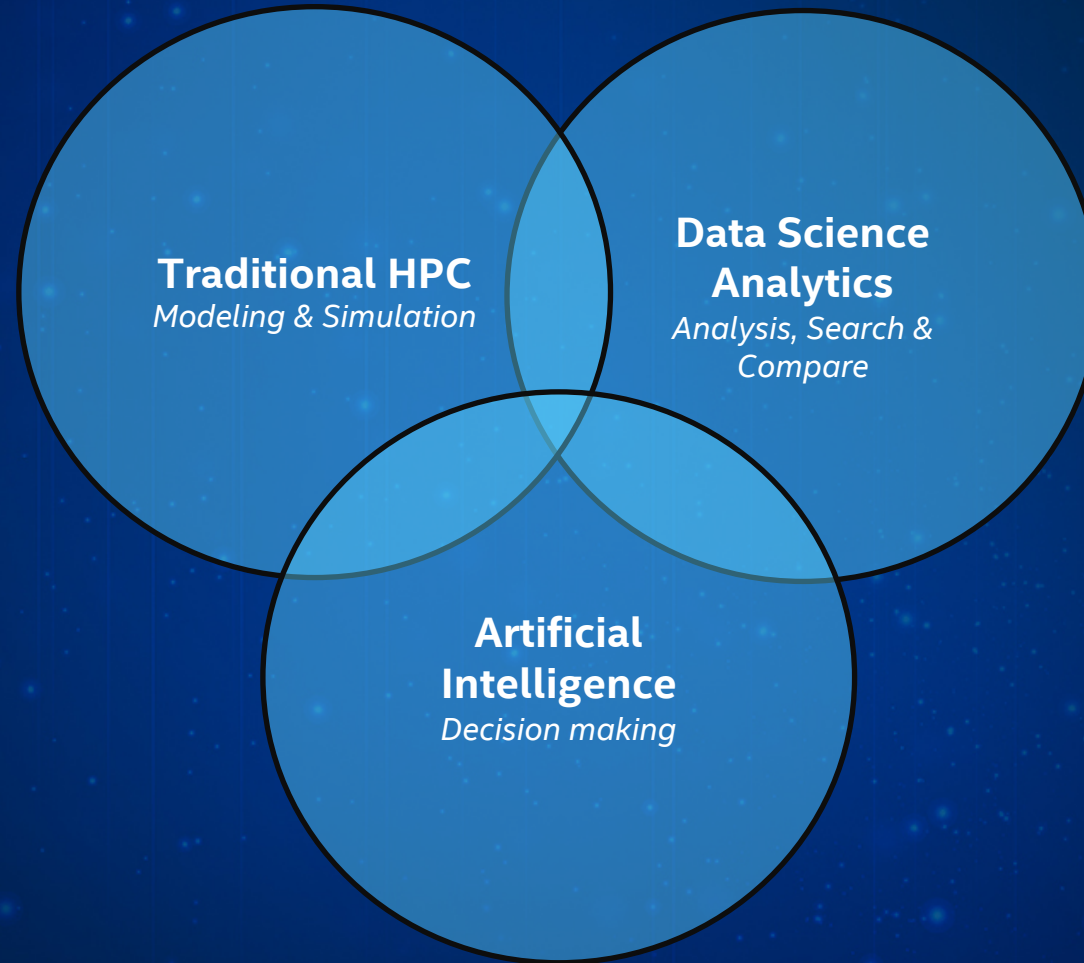 Traditional HPC
Modeling & Simulation
Data Science
Analytics
Analysis, Search &
Compare
Artificial
Intelligence
Decision making